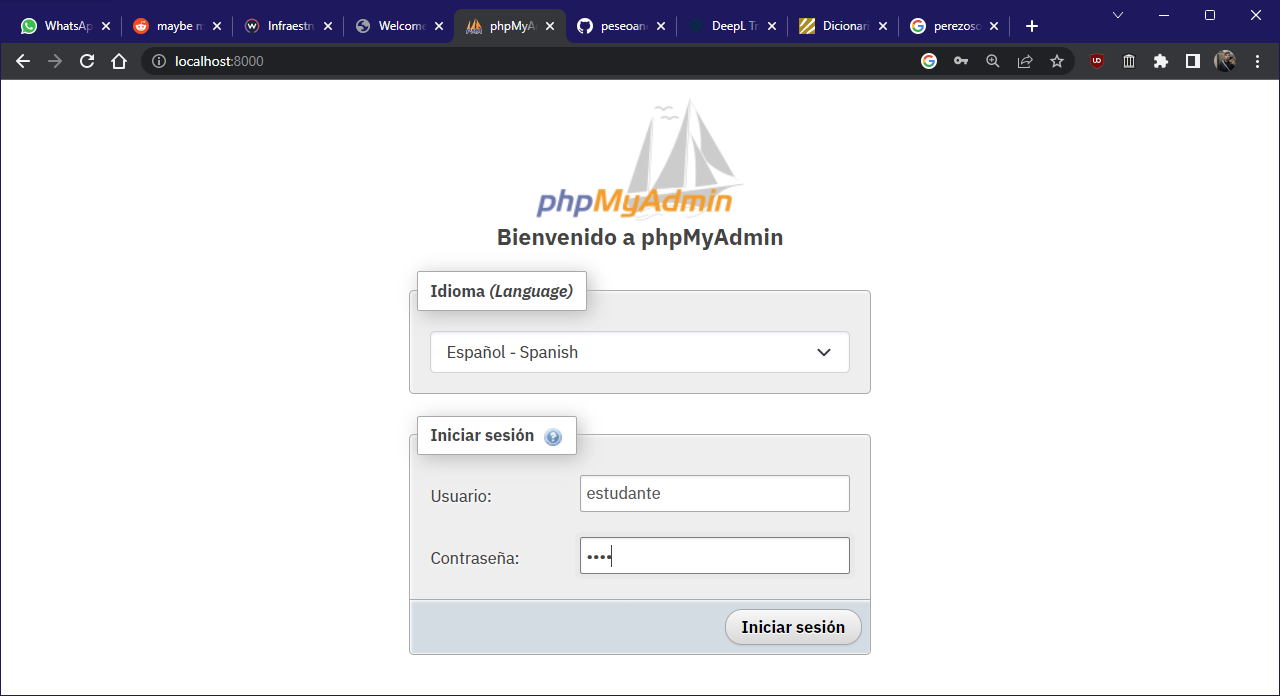 WhatsAp
maybe m
Infraestru
Welcome
phpMyA
peseoan
DeepL Tr
Dicionari
perezoso
localhost:8000
phpMyAdmin
Bienvenido a phpMyAdmin
Idioma (Language)
Español - Spanish
Iniciar sesión
Usuario:
estudante
Contraseña:
••••
Iniciar sesión